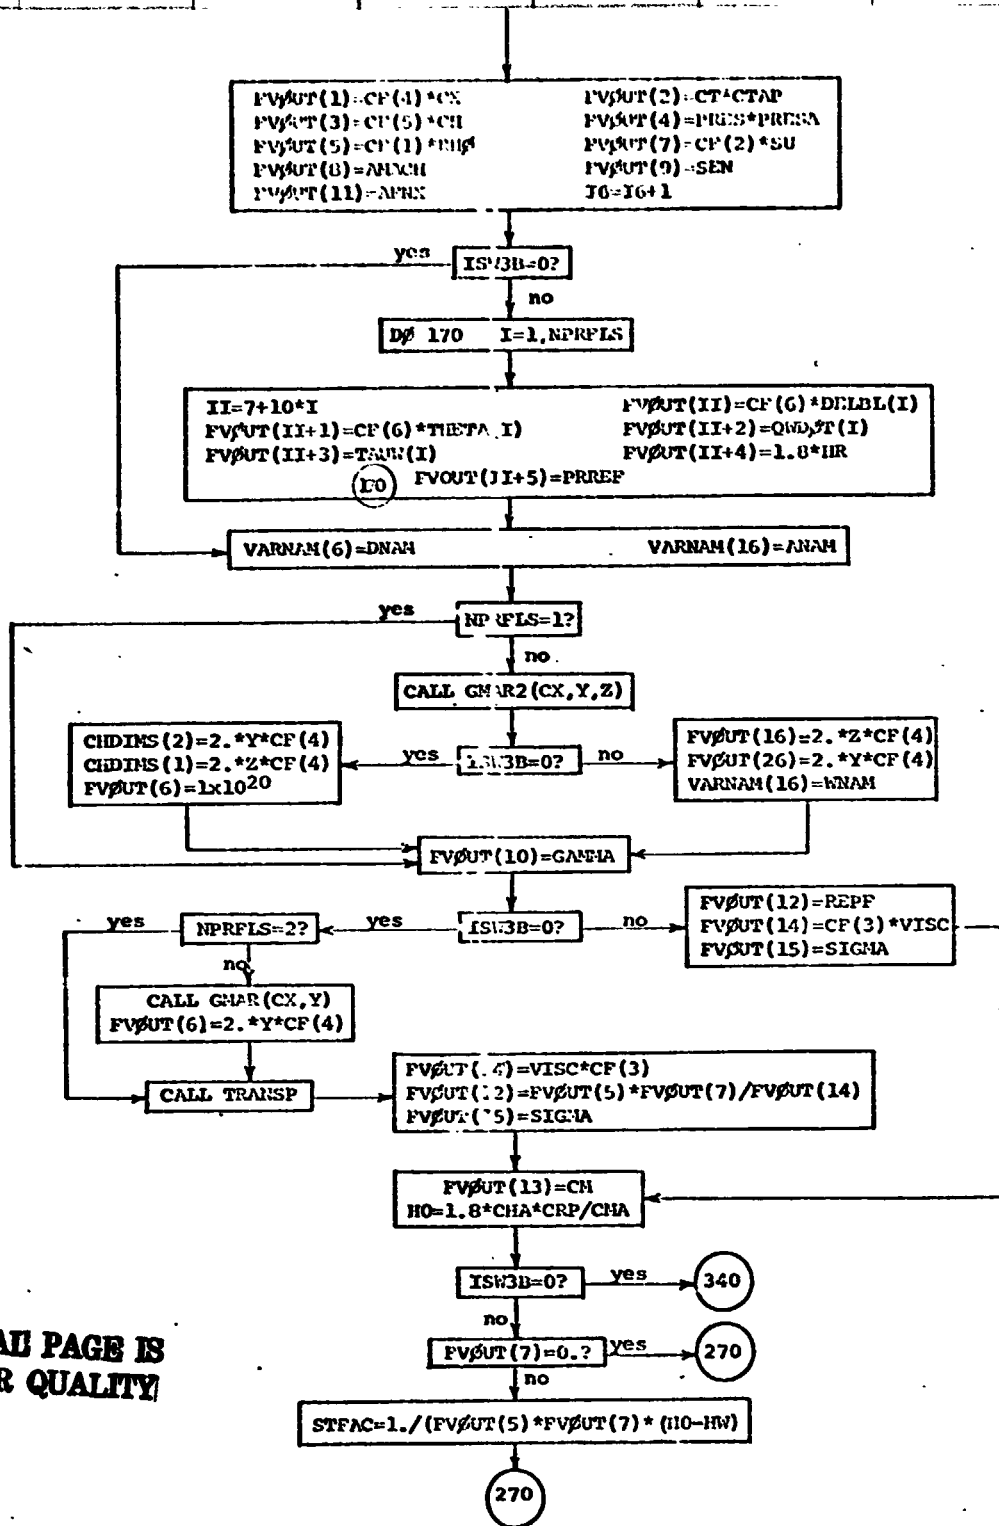 FVØUT(1)=CF(4)*CX FVØUT(2)=CT*CTAP
FVØUT(3)=CF(5)*CH FVØUT(4)=PRES*PRESA
FVØUT(5)=CF(1)*RHØ FVØUT(7)=CF(2)*SU
FVØUT(8)=AMACH FVØUT(9)=SEN
FVØUT(11)= I6=I6+1
yes
ISW3B=0?
no
DØ 170 I=1,NPRFLS
II=7+10*I FVØUT(II)=CF(6)*DELBL(I)
FVØUT(II+1)=CF(6)*THETA(I) FVØUT(II+2)=QWDØT(I)
FVØUT(II+3)=TAUW(I) FVØUT(II+4)=1.8*HR
FVOUT(II+5)=PRREF
VARNAM(6)=DNAM VARNAM(16)=ANAM
yes
NPRFLS=1?
no
CALL GMAR2(CX,Y,Z)
CHDIMS(2)=2.*Y*CF(4)
CHDIMS(1)=2.*Z*CF(4)
FVØUT(6)=1x10²⁰
yes
ISW3B=0?
no
FVØUT(16)=2.*Z*CF(4)
FVØUT(26)=2.*Y*CF(4)
VARNAM(16)=WNAM
FVØUT(10)=GAMMA
yes
NPRFLS=2?
yes
ISW3B=0?
no
FVØUT(12)=REPF
FVØUT(14)=CF(3)*VISC
FVØUT(15)=SIGMA
no
CALL GMAR(CX,Y)
FVØUT(6)=2.*Y*CF(4)
CALL TRANSP
FVØUT(14)=VISC*CF(3)
FVØUT(12)=FVØUT(5)*FVØUT(7)/FVØUT(14)
FVØUT(15)=SIGMA
FVØUT(13)=CM
HO=1.8*CHA*CRP/CMA
ISW3B=0?
yes
340
no
FVØUT(7)=0.?
yes
270
no
STFAC=1./(FVØUT(5)*FVØUT(7)*(HO-HW)
270
PAGE IS
QUALITY